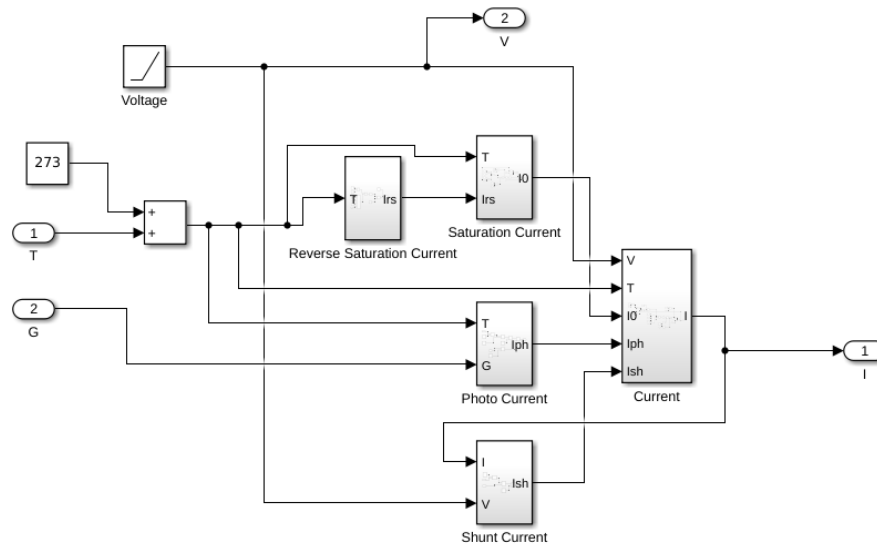 2
V
Voltage
273
T
I0
Irs
Saturation Current
T
Irs
Reverse Saturation Current
+
+
1
T
V
T
I0
Iph
Ish
I
Current
2
G
T
G
Iph
Photo Current
1
I
I
V
Ish
Shunt Current